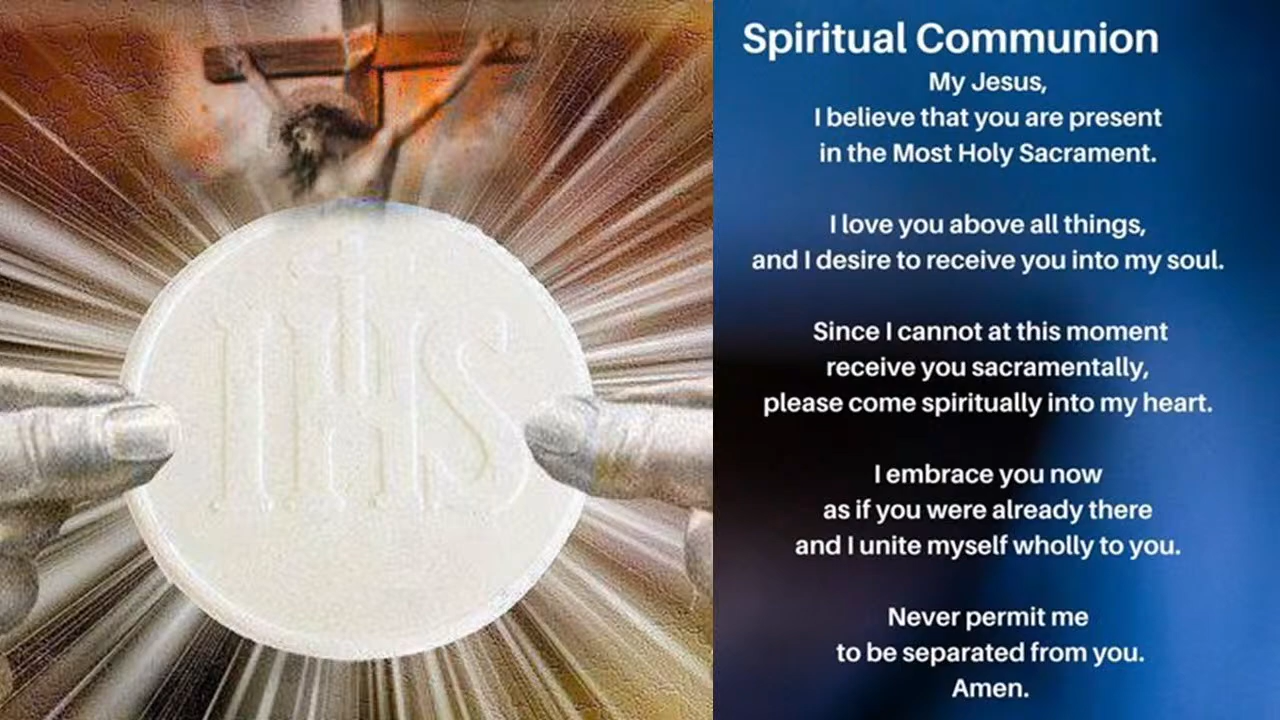 IHS
Spiritual Communion
My Jesus,
I believe that you are present
in the Most Holy Sacrament.
I love you above all things,
and I desire to receive you into my soul.
Since I cannot at this moment
receive you sacramentally,
please come spiritually into my heart.
I embrace you now
as if you were already there
and I unite myself wholly to you.
Never permit me
to be separated from you.
Amen.